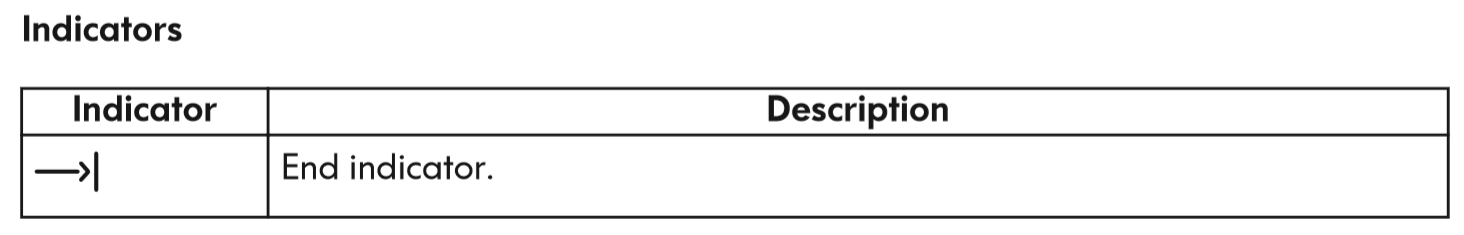 Indicators
Indicator Description
→| End indicator.